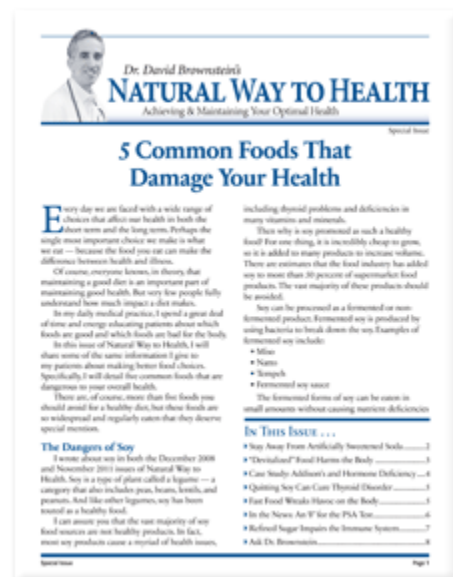 Dr. David Brownstein's
NATURAL WAY TO HEALTH
Achieving & Maintaining Your Optimal Health
Special Issue
5 Common Foods That
Damage Your Health
Every day we are faced with a wide range of
choices that affect our health in both the
short term and the long term. Perhaps the
single most important choice we make is what
we eat — because the food you eat can make the
difference between health and illness.
Of course, everyone knows, in theory, that
maintaining a good diet is an important part of
maintaining good health. But very few people fully
understand how much impact a diet makes.
In my daily medical practice, I spend a great deal
of time and energy educating patients about which
foods are good and which foods are bad for the body.
In this issue of Natural Way to Health, I will
share some of the same information I give to
my patients about making better food choices.
Specifically, I will detail five common foods that are
dangerous to your overall health.
There are, of course, more than five foods you
should avoid for a healthy diet, but these foods are
so widespread and regularly eaten that they deserve
special mention.
The Dangers of Soy
I wrote about soy in both the December 2008
and November 2011 issues of Natural Way to
Health. Soy is a type of plant called a legume — a
category that also includes peas, beans, lentils, and
peanuts. And like other legumes, soy has been
touted as a healthy food.
I can assure you that the vast majority of soy
food sources are not healthy products. In fact,
most soy products cause a myriad of health issues,
including thyroid problems and deficiencies in
many vitamins and minerals.
Then why is soy promoted as such a healthy
food? For one thing, it is incredibly cheap to grow,
so it is added to many products to increase volume.
There are estimates that the food industry has added
soy to more than 30 percent of supermarket food
products. The vast majority of these products should
be avoided.
Soy can be processed as a fermented or non-
fermented product. Fermented soy is produced by
using bacteria to break down the soy. Examples of
fermented soy include:
• Miso
• Natto
• Tempeh
• Fermented soy sauce
The fermented forms of soy can be eaten in
small amounts without causing nutrient deficiencies
IN THIS ISSUE . . .
Stay Away From Artificially Sweetened Soda...2
"Devitalized" Food Harms the Body...3
Case Study: Addison's and Hormone Deficiency...4
Quitting Soy Can Cure Thyroid Disorder...5
Fast Food Wreaks Havoc on the Body...5
In the News: An 'F' for the PSA Test...6
Refined Sugar Impairs the Immune System...7
Ask Dr. Brownstein...8
Special Issue
Page 1